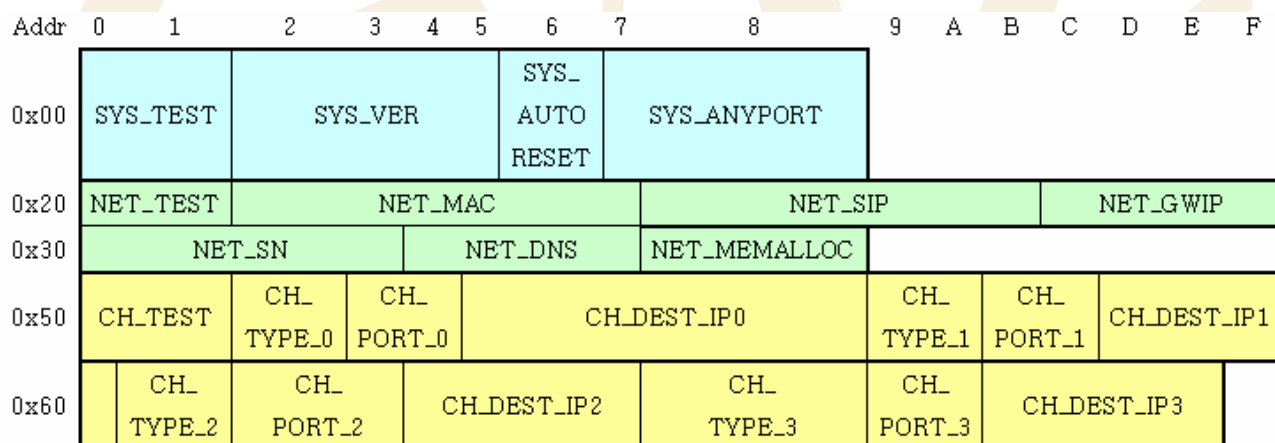 Addr 0 1 2 3 4 5 6 7 8 9 A B C D E F
0x00 SYS_TEST SYS_VER SYS_ AUTO RESET SYS_ANYPORT
0x20 NET_TEST NET_MAC NET_SIP NET_GWIP
0x30 NET_SN NET_DNS NET_MEMALLOC
0x50 CH_TEST CH_ TYPE_0 CH_ PORT_0 CH_DEST_IP0 CH_ TYPE_1 CH_ PORT_1 CH_DEST_IP1
0x60 CH_ TYPE_2 CH_ PORT_2 CH_DEST_IP2 CH_ TYPE_3 CH_ PORT_3 CH_DEST_IP3